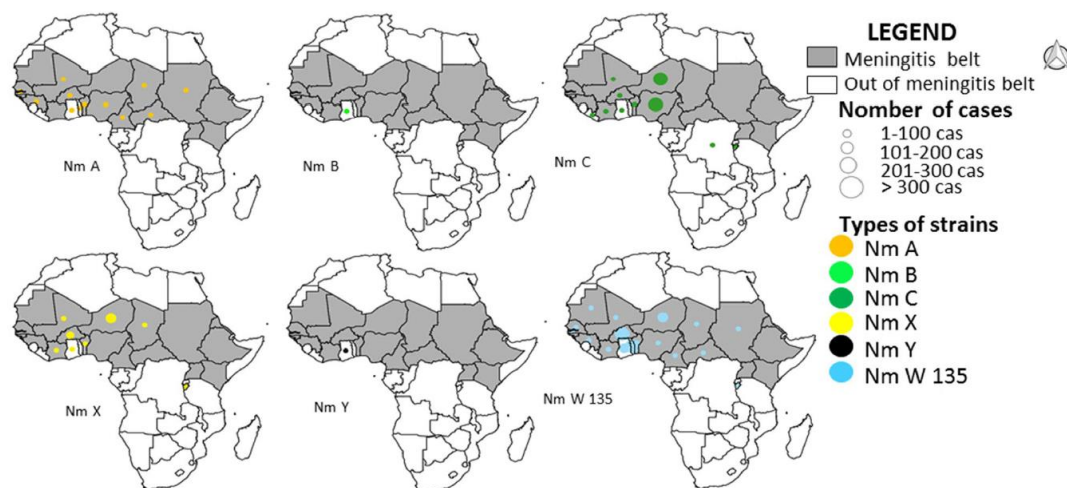 LEGEND
Meningitis belt
Out of meningitis belt
Nomber of cases
1-100 cas
101-200 cas
201-300 cas
> 300 cas
Types of strains
Nm A
Nm B
Nm C
Nm X
Nm Y
Nm W 135
Nm A
Nm B
Nm C
Nm X
Nm Y
Nm W 135